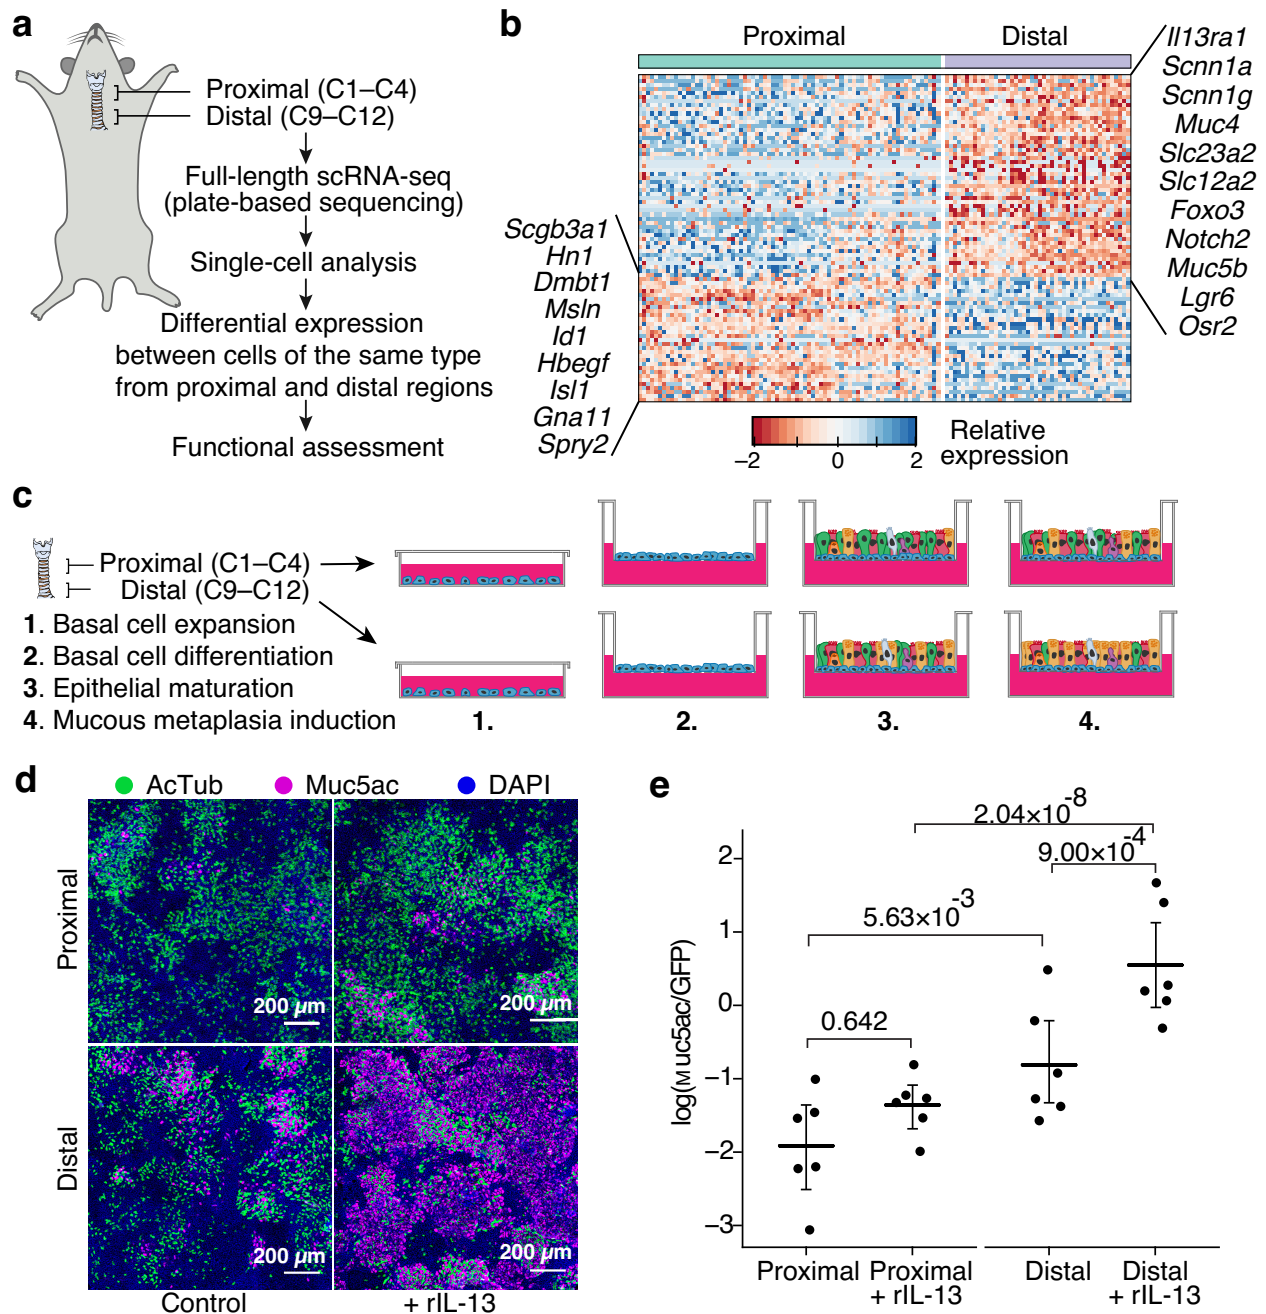 a
Proximal (C1–C4)
Distal (C9–C12)
Full-length scRNA-seq
(plate-based sequencing)
Single-cell analysis
Differential expression
between cells of the same type
from proximal and distal regions
Functional assessment
b
Proximal
Distal
Il13ra1
Scnn1a
Scnn1g
Muc4
Slc23a2
Slc12a2
Foxo3
Notch2
Muc5b
Lgr6
Osr2
Scgb3a1
Hn1
Dmbt1
Msln
Id1
Hbegf
Isl1
Gna11
Spry2
–2
0
2
Relative
expression
c
Proximal (C1–C4)
Distal (C9–C12)
1. Basal cell expansion
2. Basal cell differentiation
3. Epithelial maturation
4. Mucous metaplasia induction
1.
2.
3.
4.
d
AcTub
Muc5ac
DAPI
Proximal
200 µm
200 µm
Distal
200 µm
200 µm
Control
+ rIL-13
e
log(Muc5ac/GFP)
2
1
0
–1
–2
–3
2.04×10-8
9.00×10-4
5.63×10-3
0.642
Proximal
Proximal
+ rIL-13
Distal
Distal
+ rIL-13